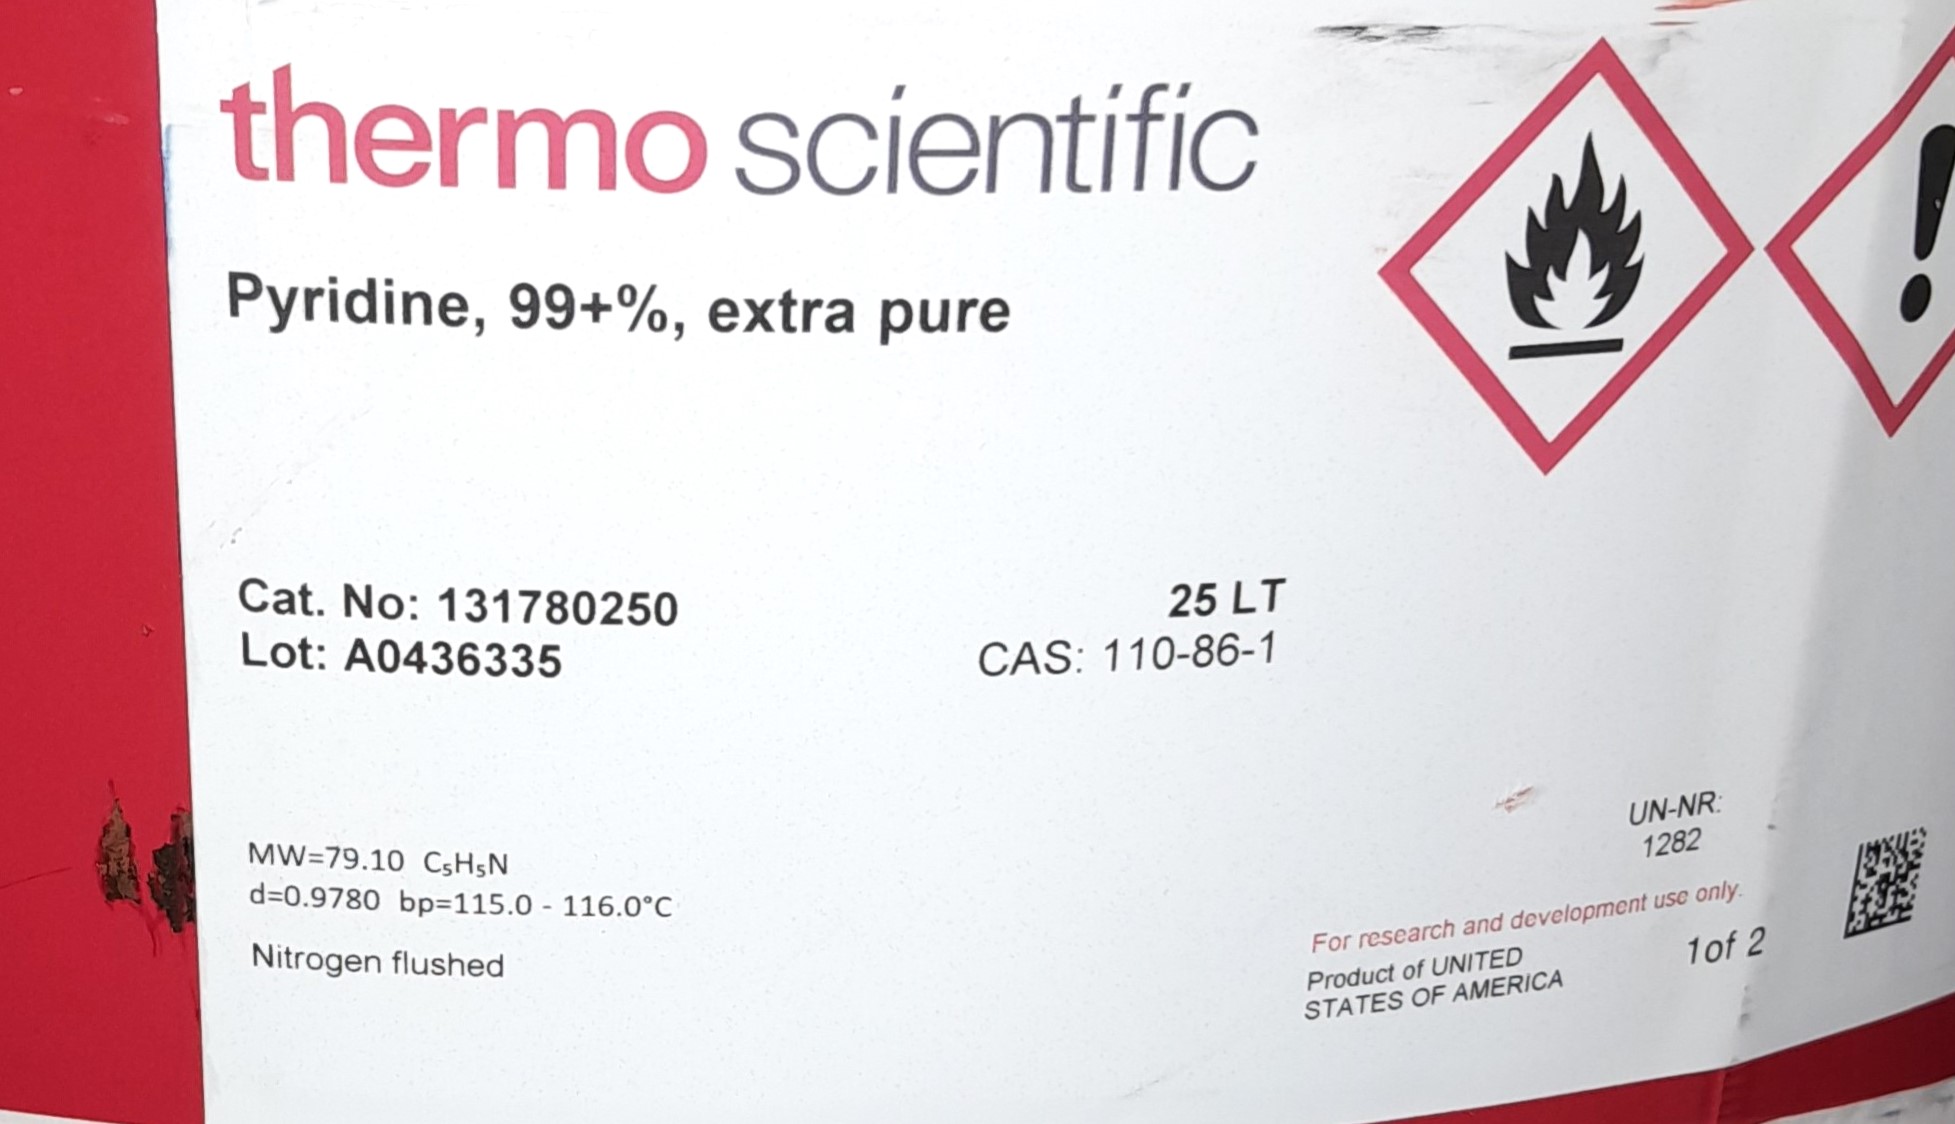 thermo scientific
Pyridine, 99+%, extra pure
Cat. No: 131780250
Lot: A0436335
25 LT
CAS: 110-86-1
MW=79.10 C₅H₅N
d=0.9780 bp=115.0 - 116.0°C
Nitrogen flushed
UN-NR:
1282
For research and development use only.
Product of UNITED
STATES OF AMERICA
1of 2